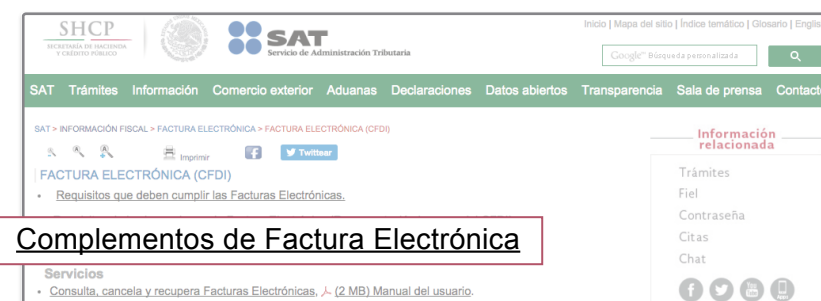 SHCP
SECRETARÍA DE HACIENDA
Y CRÉDITO PÚBLICO
SAT
Servicio de Administración Tributaria
Inicio | Mapa del sitio | Índice temático | Glosario | Englis
Google™ Búsqueda personalizada
SAT Trámites Información Comercio exterior Aduanas Declaraciones Datos abiertos Transparencia Sala de prensa Contact
SAT > INFORMACIÓN FISCAL > FACTURA ELECTRÓNICA > FACTURA ELECTRÓNICA (CFDI)
Imprimir
Twittear
FACTURA ELECTRÓNICA (CFDI)
• Requisitos que deben cumplir las Facturas Electrónicas.
Complementos de Factura Electrónica
Servicios
• Consulta, cancela y recupera Facturas Electrónicas, (2 MB) Manual del usuario.
Información
relacionada
Trámites
Fiel
Contraseña
Citas
Chat